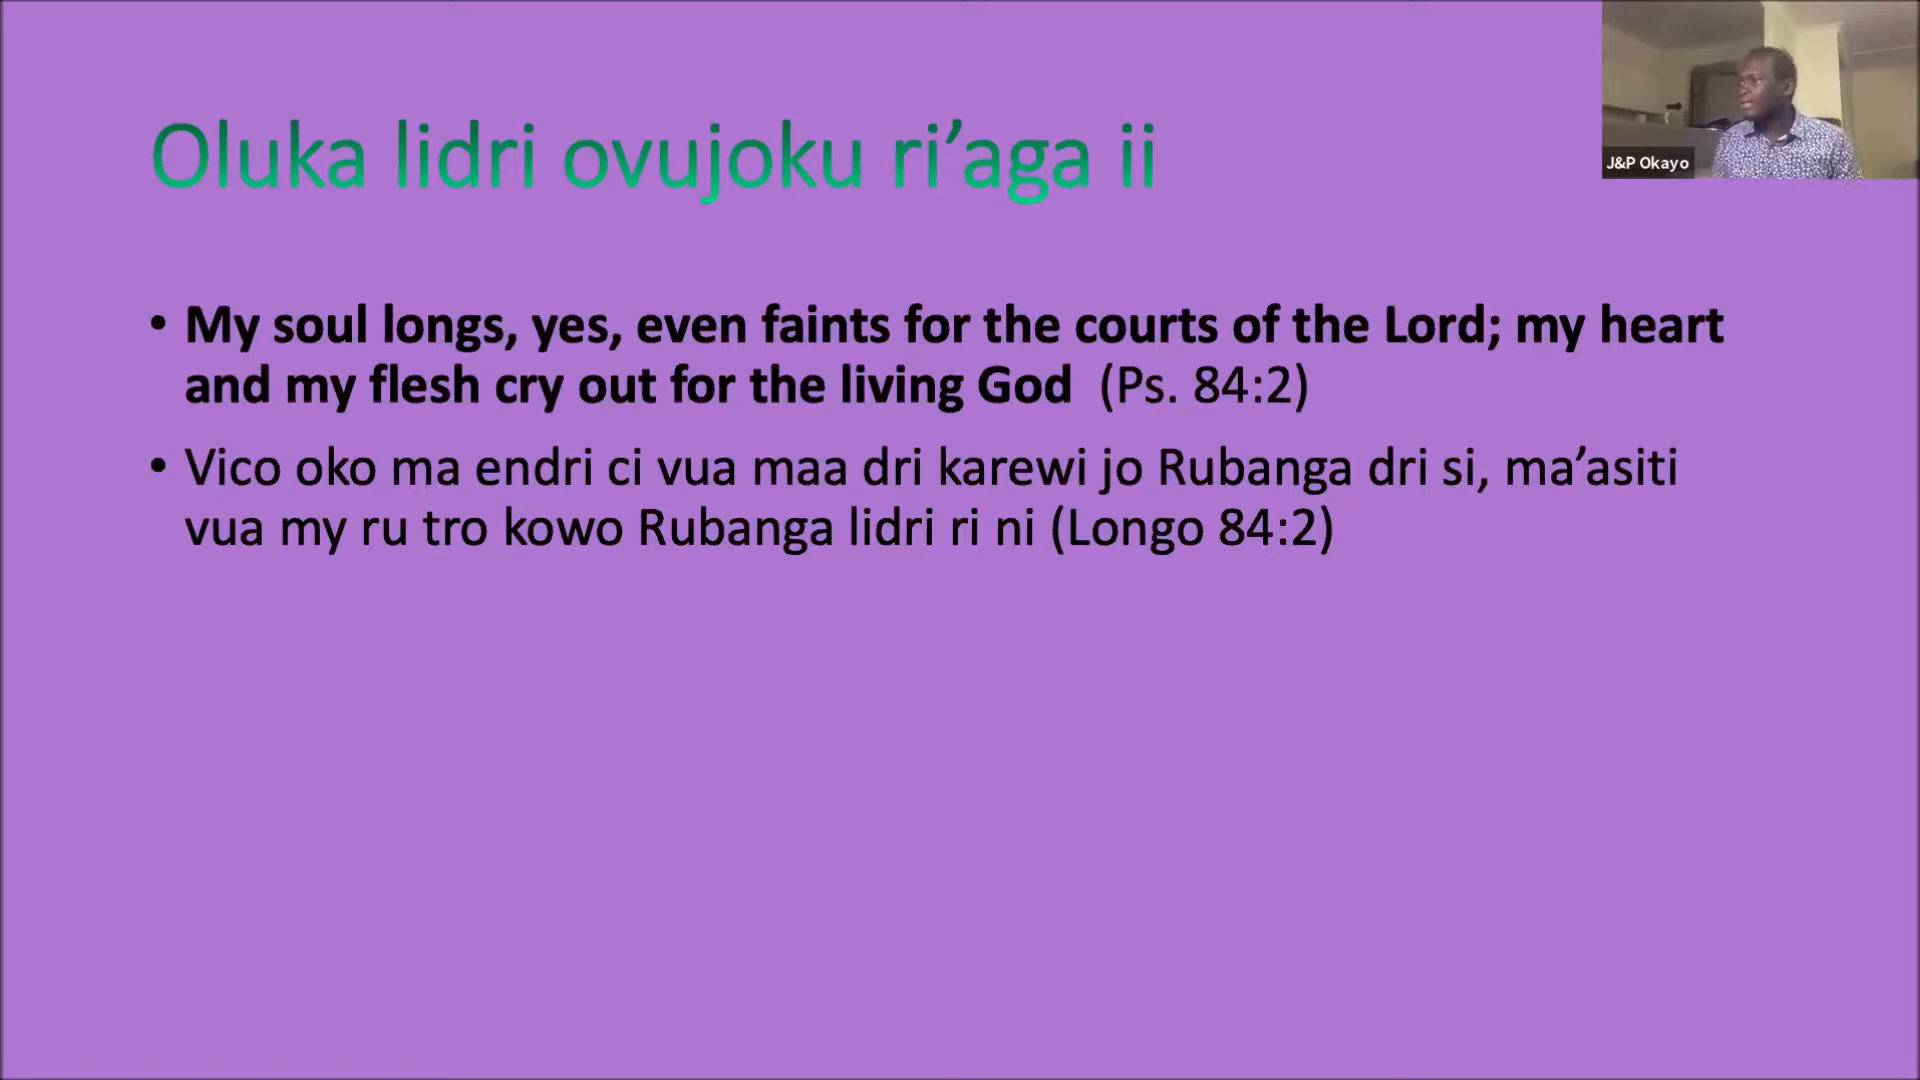 Oluka lidri ovujoku ri’aga ii
J&P Okayo
• My soul longs, yes, even faints for the courts of the Lord; my heart
and my flesh cry out for the living God (Ps. 84:2)
• Vico oko ma endri ci vua maa dri karewi jo Rubanga dri si, ma’asiti
vua my ru tro kowo Rubanga lidri ri ni (Longo 84:2)